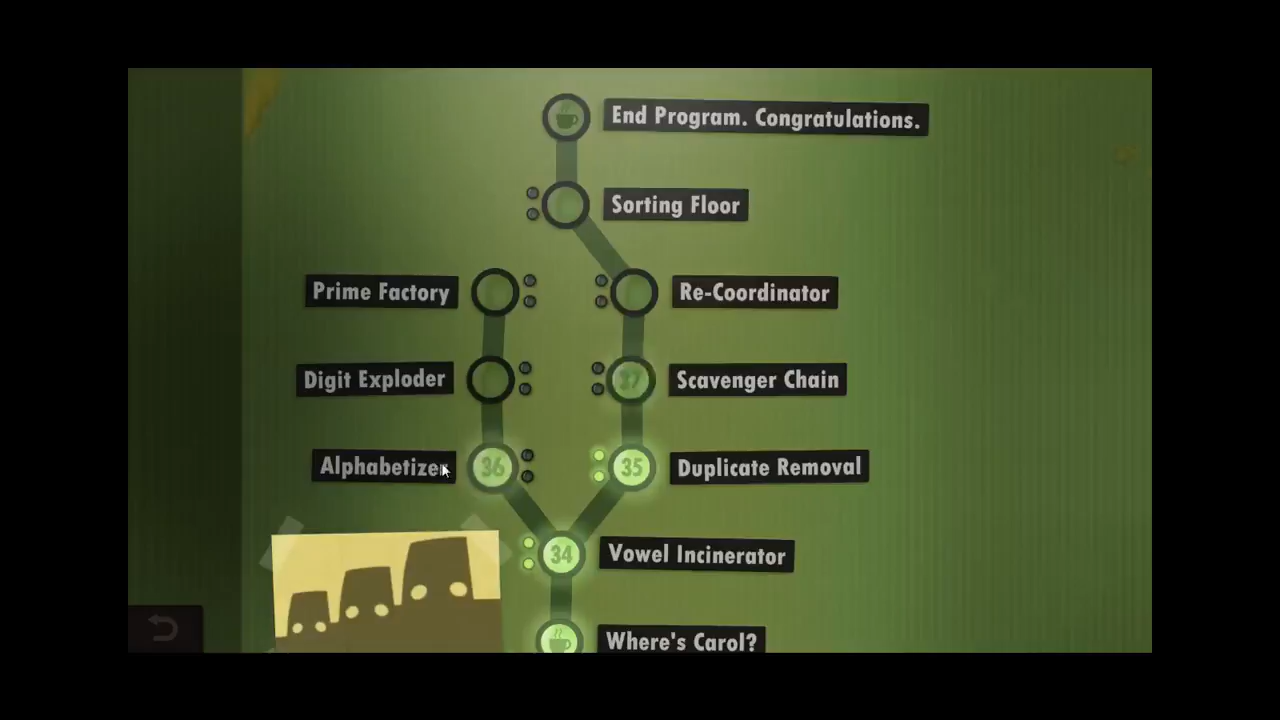 End Program. Congratulations.
Sorting Floor
Prime Factory
Re-Coordinator
Digit Exploder
37
Scavenger Chain
Alphabetizer
36
35
Duplicate Removal
34
Vowel Incinerator
Where's Carol?